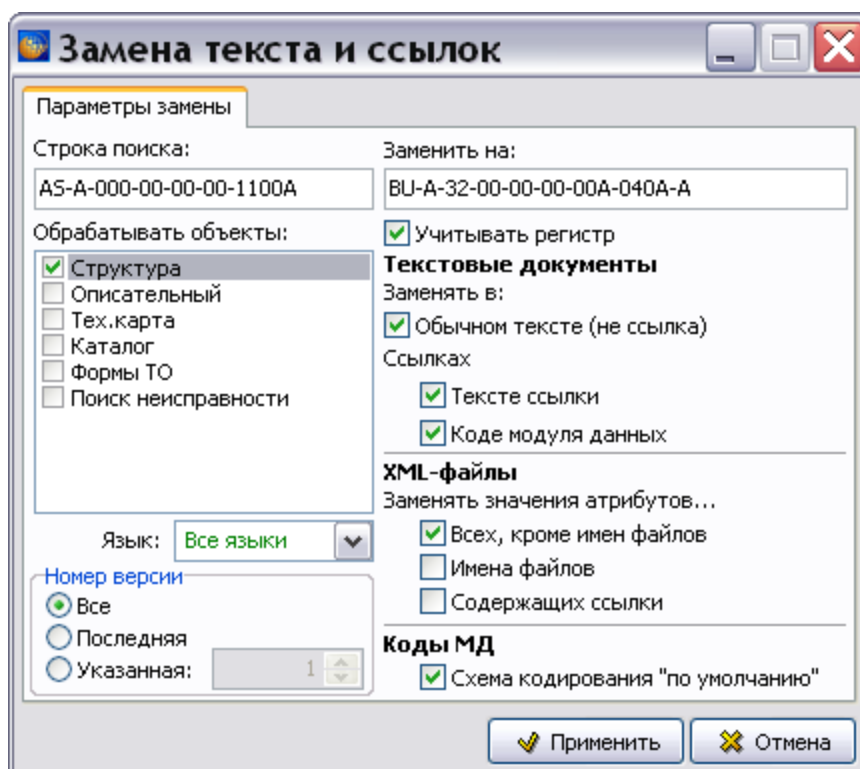 Замена текста и ссылок
Параметры замены
Строка поиска:
AS-A-000-00-00-00-1100A
Обрабатывать объекты:
Структура
Описательный
Тех.карта
Каталог
Формы ТО
Поиск неисправности
Язык: Все языки
Номер версии
Все
Последняя
Указанная: 1
Заменить на:
BU-A-32-00-00-00-00A-040A-A
Учитывать регистр
Текстовые документы
Заменять в:
Обычном тексте (не ссылка)
Ссылках
Тексте ссылки
Коде модуля данных
XML-файлы
Заменять значения атрибутов...
Всех, кроме имен файлов
Имена файлов
Содержащих ссылки
Коды МД
Схема кодирования "по умолчанию"
Применить
Отмена